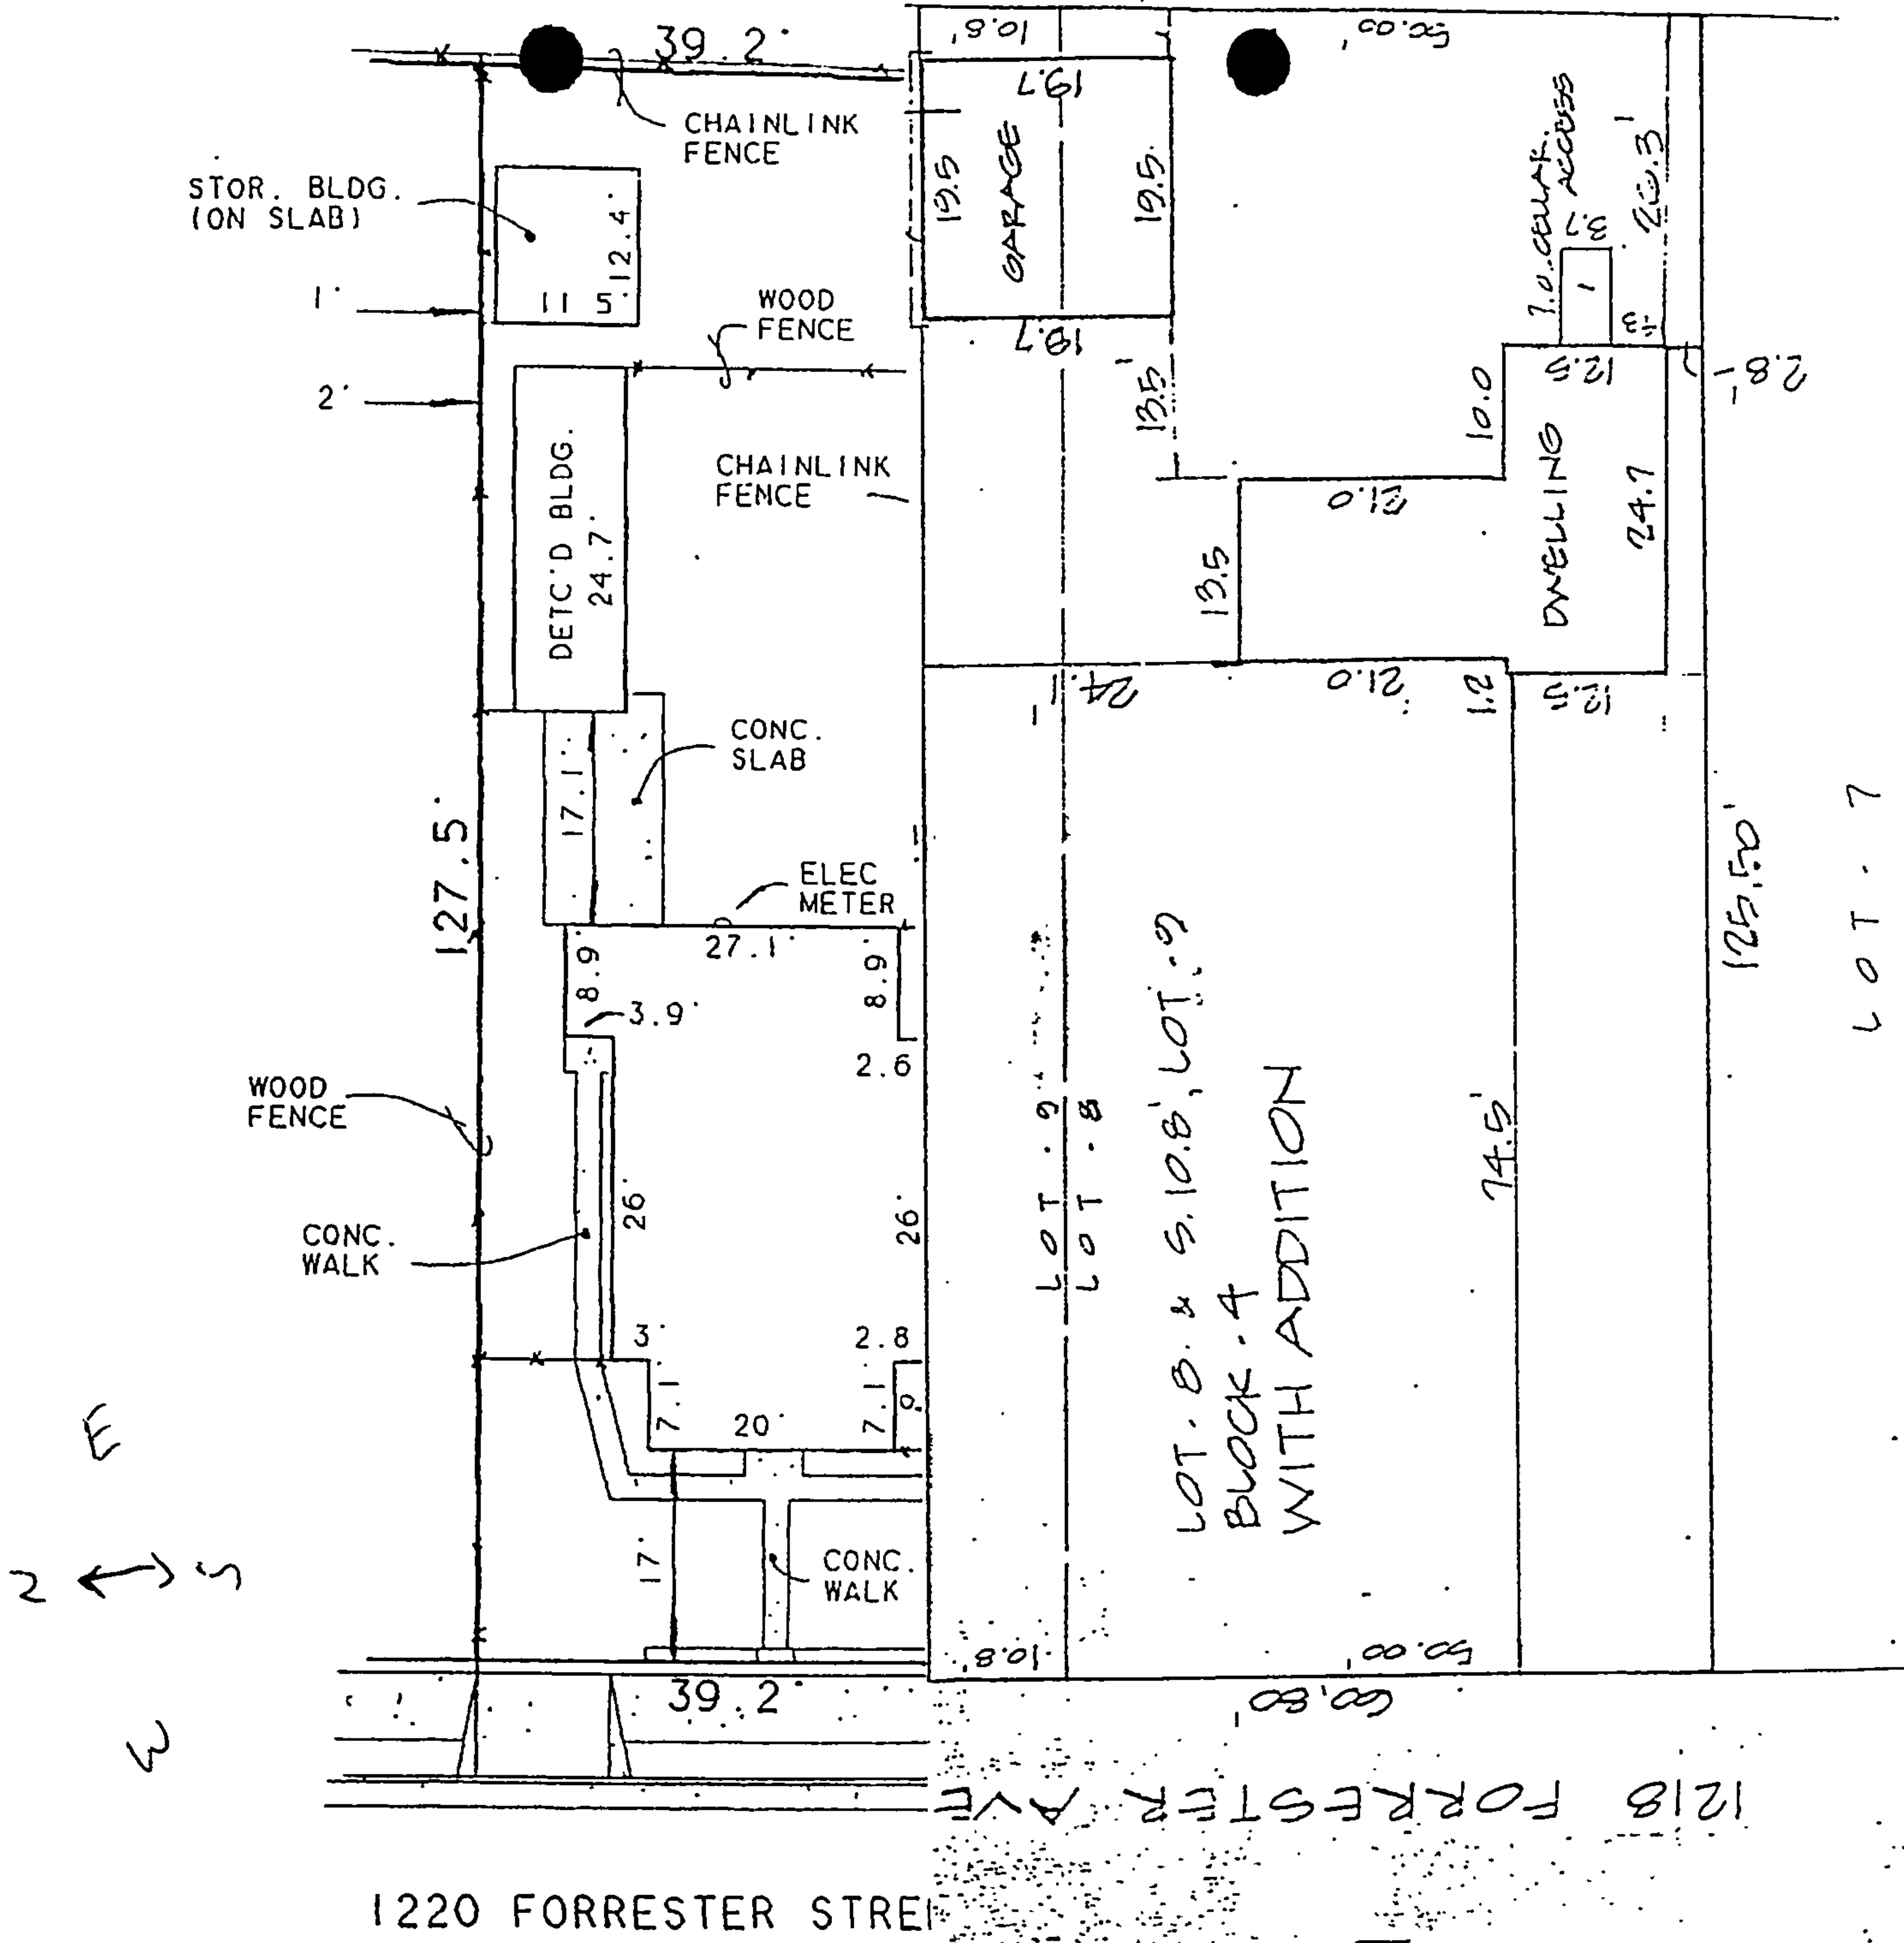 39.2'
CHAINLINK
FENCE
STOR. BLDG.
(ON SLAB)
12.4'
11 5'
1'
2'
WOOD
FENCE
DETC'D BLDG.
24.7'
CHAINLINK
FENCE
CONC.
SLAB
17.1'
127.5'
ELEC
METER
27.1'
8.9'
8.9'
3.9'
2.6
WOOD
FENCE
26'
26'
CONC.
WALK
3'
2.8
7.1
7.1
20'
17'
CONC.
WALK
39.2'
E
N
S
W
1220 FORRESTER STREE
10.8'
50.00'
19.7
19.5
GARAGE
19.5
19.7
13.5'
7.0
CELLAR
ACCESS
3.7
20.3'
2.8'
10.0
12.5
21.0
DWELLING
24.7
13.5
24.1'
21.0
1.2
12.5
125.50'
LOT . 7
LOT . 9
LOT . 8
LOT . 8 . & S. 10.8', LOT . 9
BLOCK . 4
WITH ADDITION
74.5'
10.8'
50.00'
60.80'
1218 FORRESTER AVE